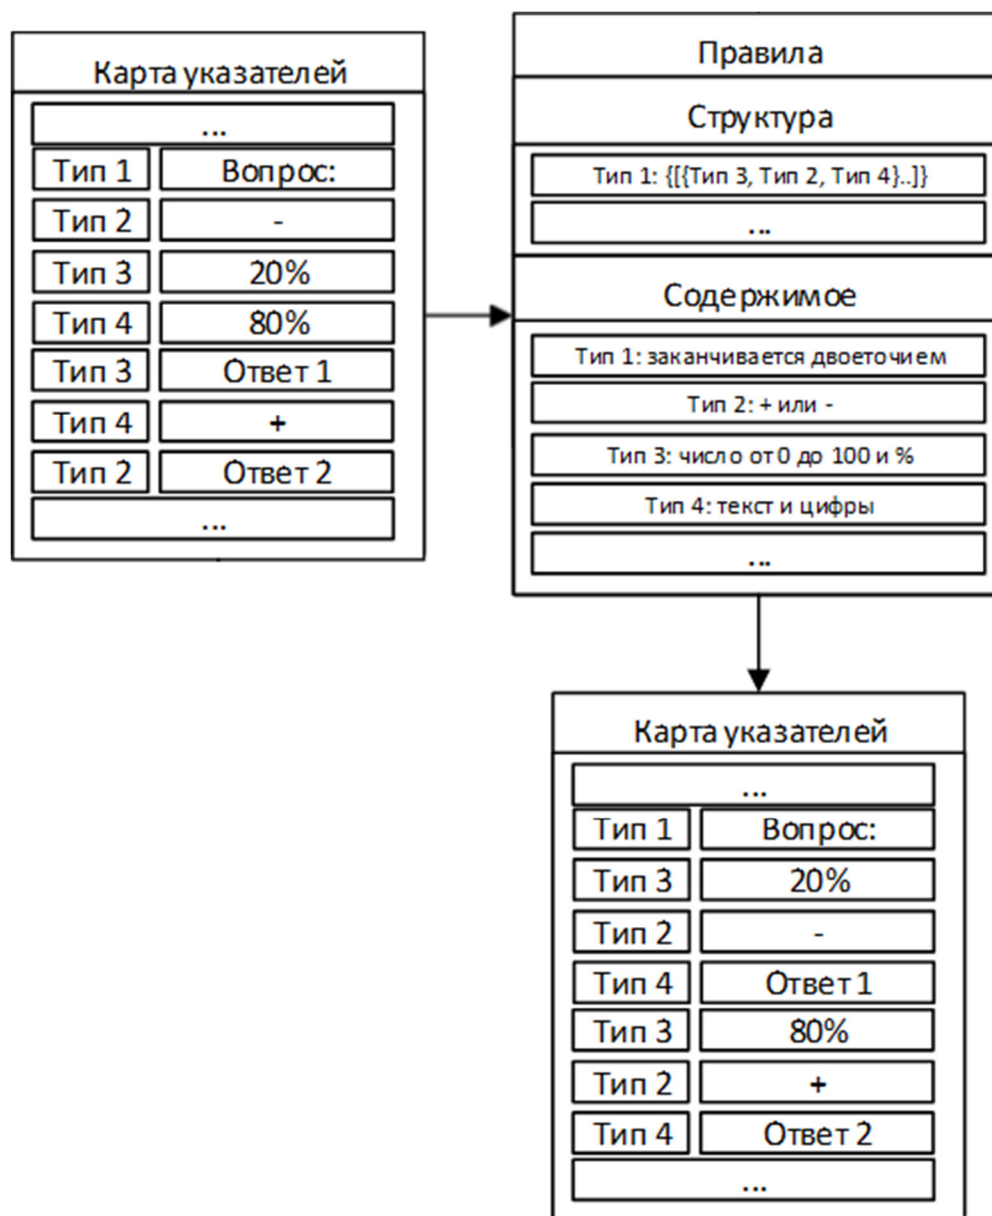 Карта указателей
...
Тип 1 Вопрос:
Тип 2 -
Тип 3 20%
Тип 4 80%
Тип 3 Ответ 1
Тип 4 +
Тип 2 Ответ 2
...
Правила
Структура
Тип 1: {[{Тип 3, Тип 2, Тип 4}..]}
...
Содержимое
Тип 1: заканчивается двоеточием
Тип 2: + или -
Тип 3: число от 0 до 100 и %
Тип 4: текст и цифры
...
Карта указателей
...
Тип 1 Вопрос:
Тип 3 20%
Тип 2 -
Тип 4 Ответ 1
Тип 3 80%
Тип 2 +
Тип 4 Ответ 2
...